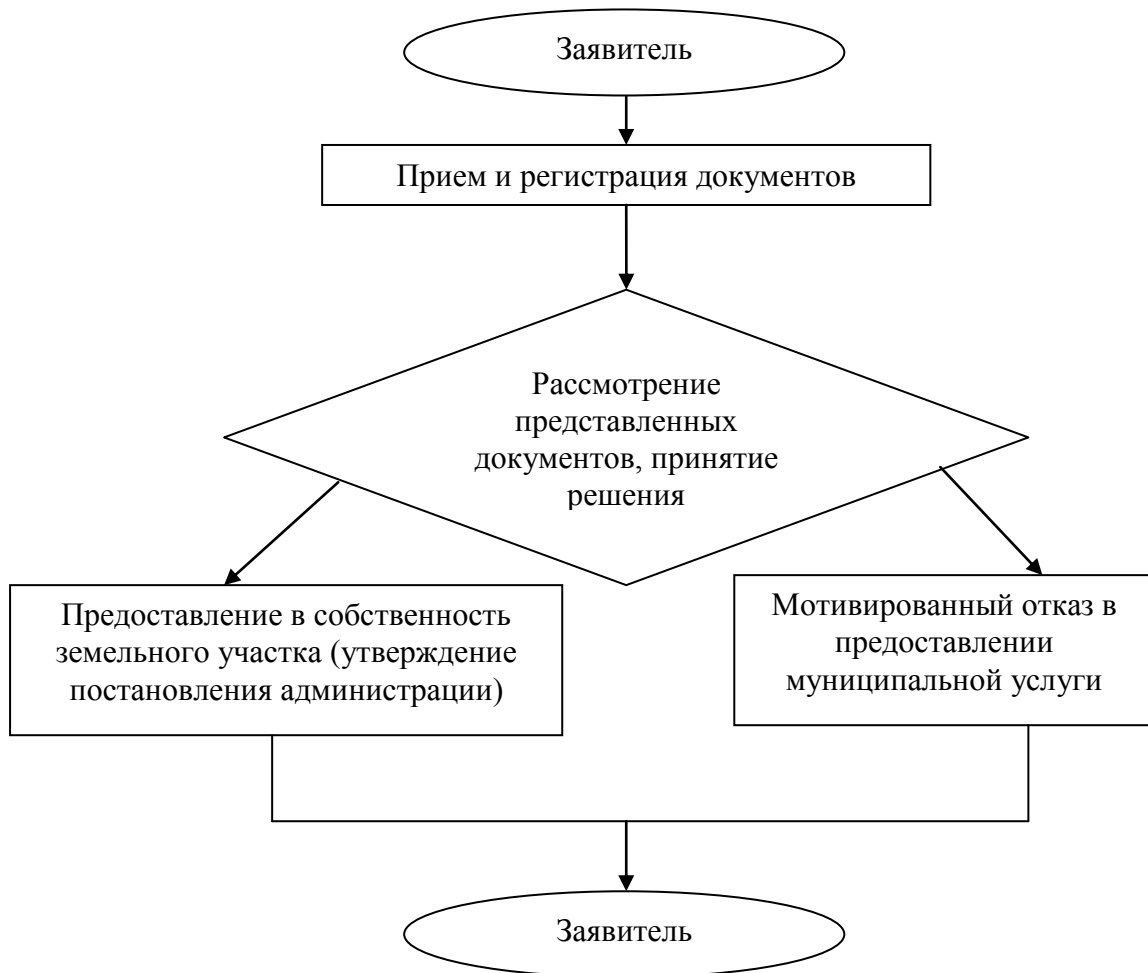 Заявитель
Прием и регистрация документов
Рассмотрение
представленных
документов, принятие
решения
Предоставление в собственность
земельного участка (утверждение
постановления администрации)
Мотивированный отказ в
предоставлении
муниципальной услуги
Заявитель